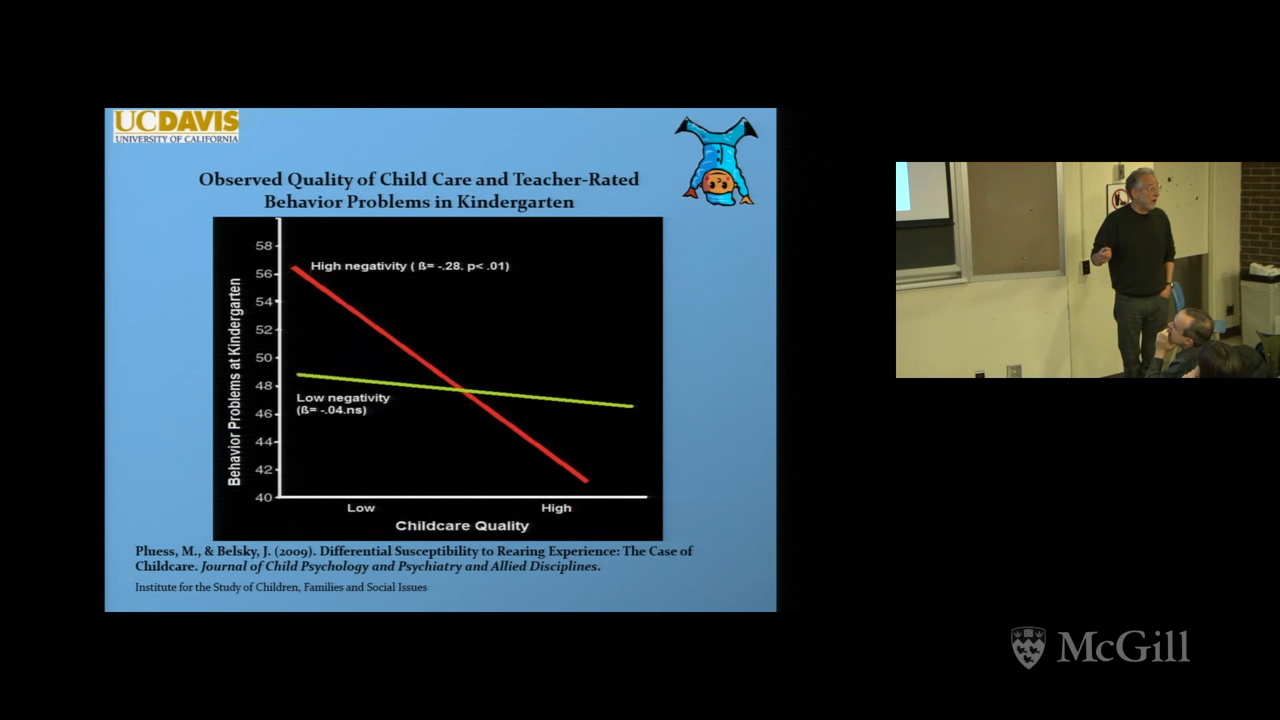 UCDAVIS
UNIVERSITY OF CALIFORNIA
Observed Quality of Child Care and Teacher-Rated
Behavior Problems in Kindergarten
58
56
54
52
50
48
46
44
42
40
Behavior Problems at Kindergarten
High negativity ( ß= -.28. p< .01)
Low negativity
(ß= -.04.ns)
Low
High
Childcare Quality
Pluess, M., & Belsky, J. (2009). Differential Susceptibility to Rearing Experience: The Case of
Childcare. Journal of Child Psychology and Psychiatry and Allied Disciplines.
Institute for the Study of Children, Families and Social Issues
McGill